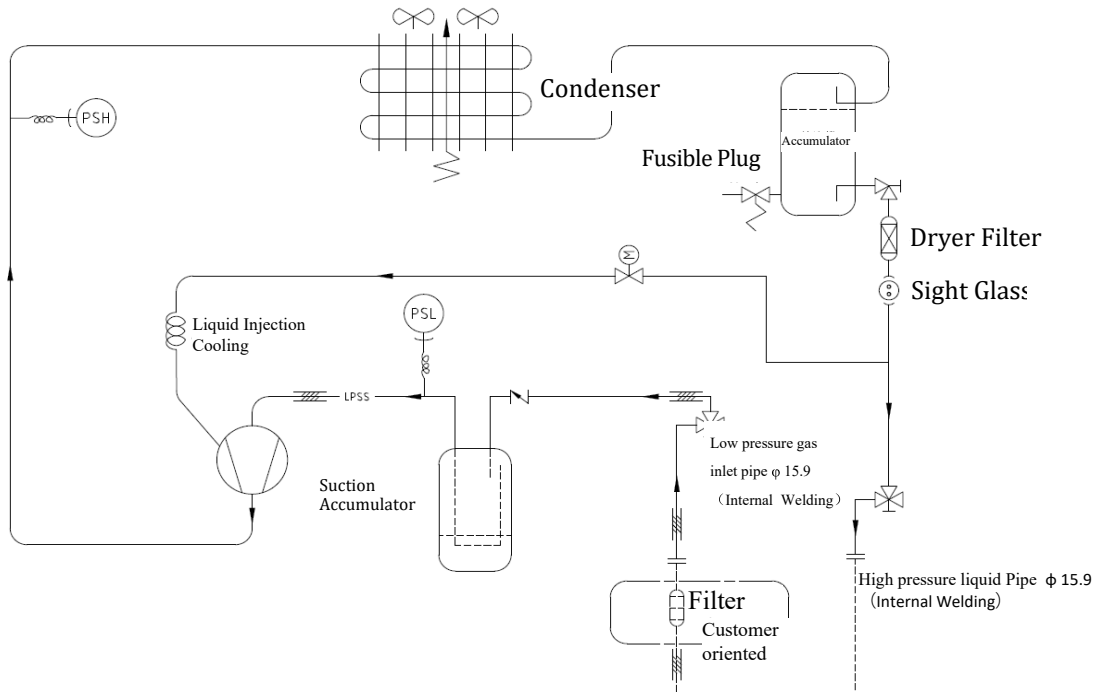 Condenser
PSH
Accumulator
Fusible Plug
Dryer Filter
M
Sight Glass
PSL
Liquid Injection
Cooling
LPSS
Low pressure gas
inlet pipe φ 15.9
（Internal Welding）
Suction
Accumulator
High pressure liquid Pipe ф 15.9
（Internal Welding）
Filter
Customer
oriented